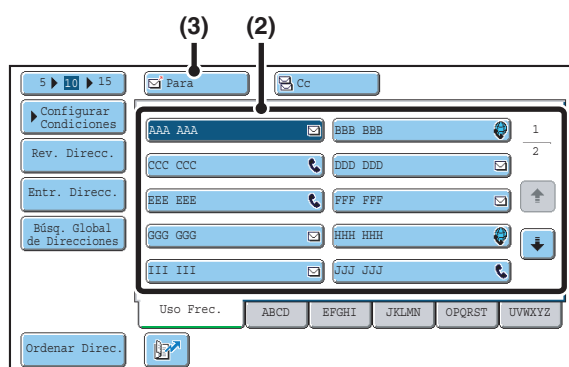 (3) (2)
5 10 15 Para Cc
Configurar
Condiciones
Rev. Direcc.
Entr. Direcc.
Búsq. Global
de Direcciones
AAA AAA BBB BBB
CCC CCC DDD DDD
EEE EEE FFF FFF
GGG GGG HHH HHH
III III JJJ JJJ
1
2
Uso Frec. ABCD EFGHI JKLMN OPQRST UVWXYZ
Ordenar Direc.